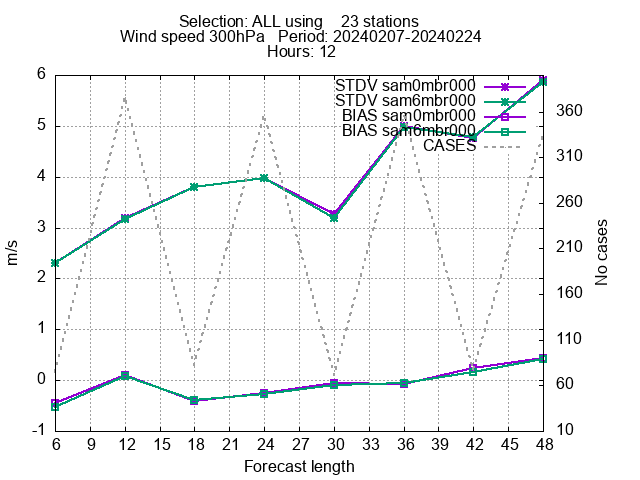 Selection: ALL using    23 stations
Wind speed 300hPa   Period: 20240207-20240224
Hours: 12
STDV sam0mbr000
STDV sam6mbr000
BIAS sam0mbr000
BIAS sam6mbr000
CASES
6
5
4
3
2
1
0
-1
m/s
360
310
260
210
160
110
60
10
No cases
6 9 12 15 18 21 24 27 30 33 36 39 42 45 48
Forecast length